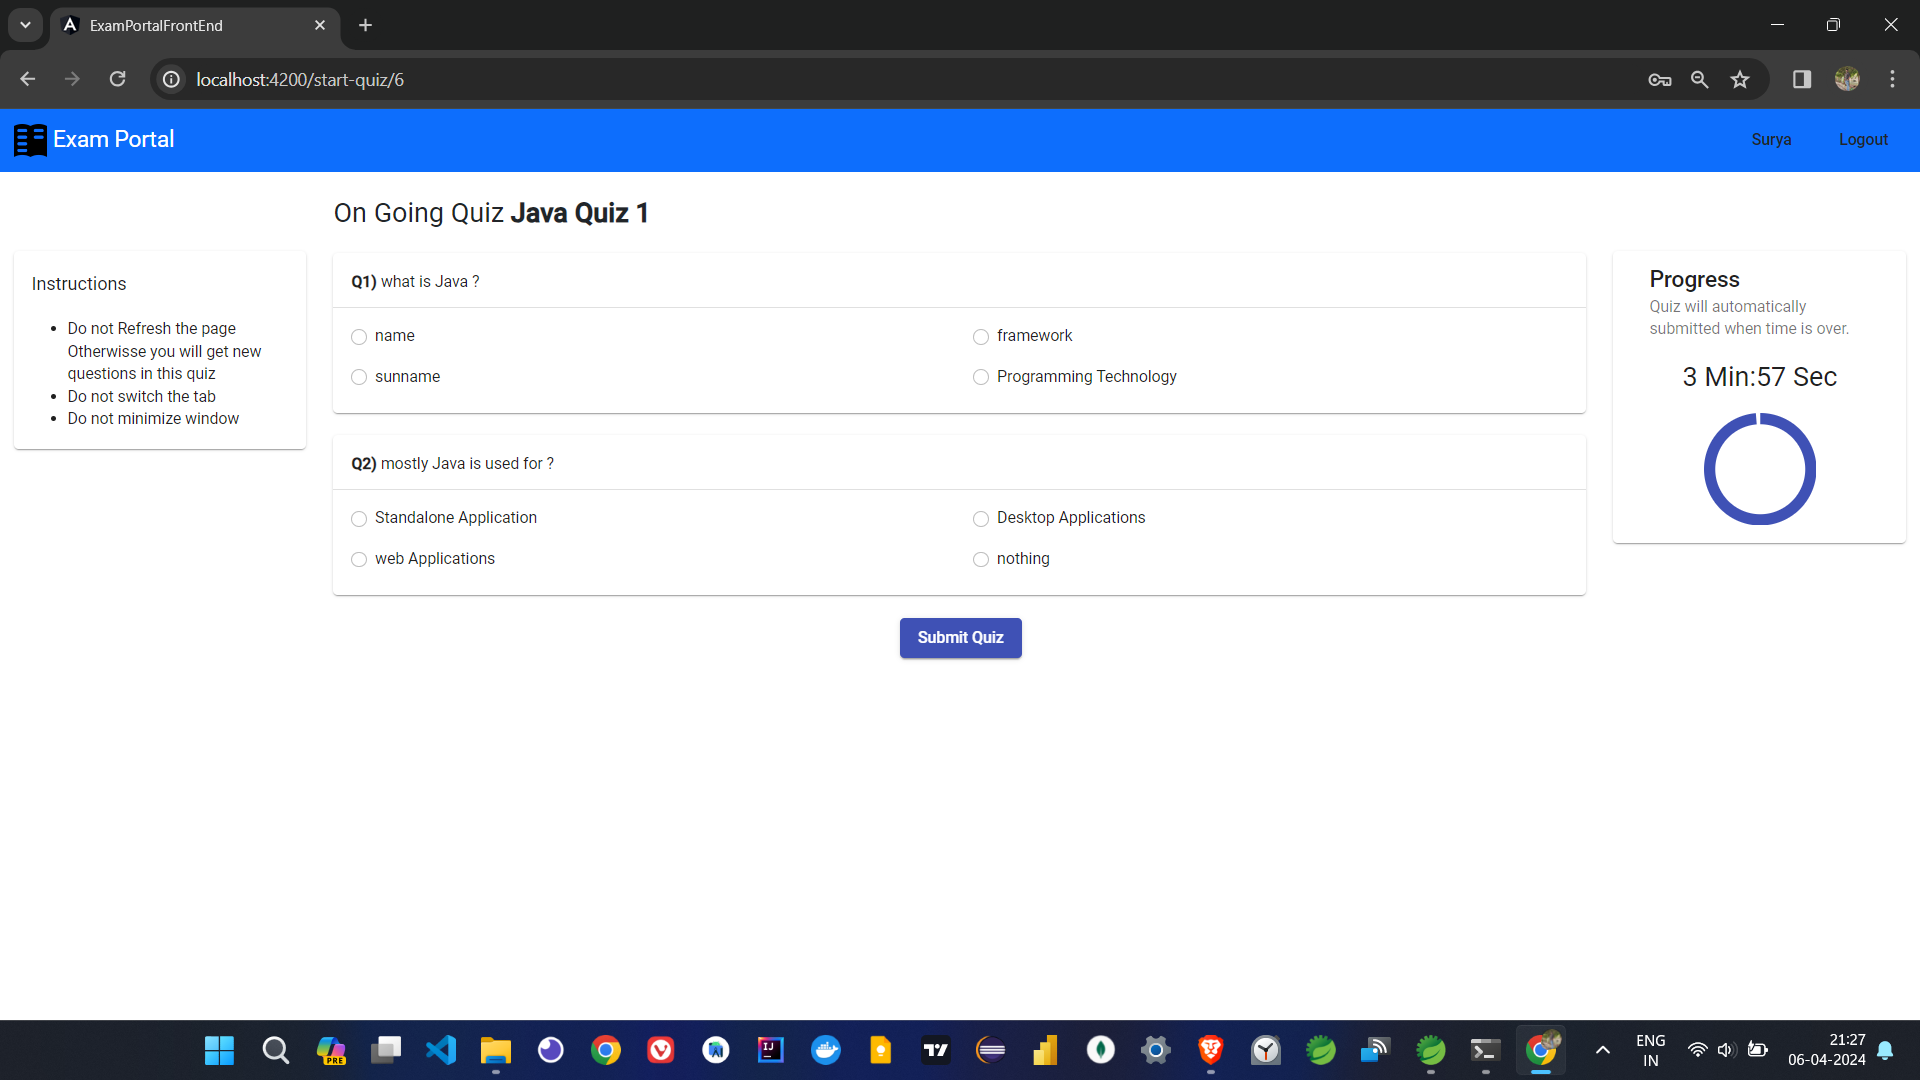 ExamPortalFrontEnd
localhost:4200/start-quiz/6
Exam Portal
Surya
Logout
On Going Quiz Java Quiz 1
Instructions
Do not Refresh the page
Otherwisse you will get new
questions in this quiz
Do not switch the tab
Do not minimize window
Q1) what is Java ?
name
framework
sunname
Programming Technology
Q2) mostly Java is used for ?
Standalone Application
Desktop Applications
web Applications
nothing
Submit Quiz
Progress
Quiz will automatically
submitted when time is over.
3 Min:57 Sec
PRE
IJ
ENG
IN
21:27
06-04-2024